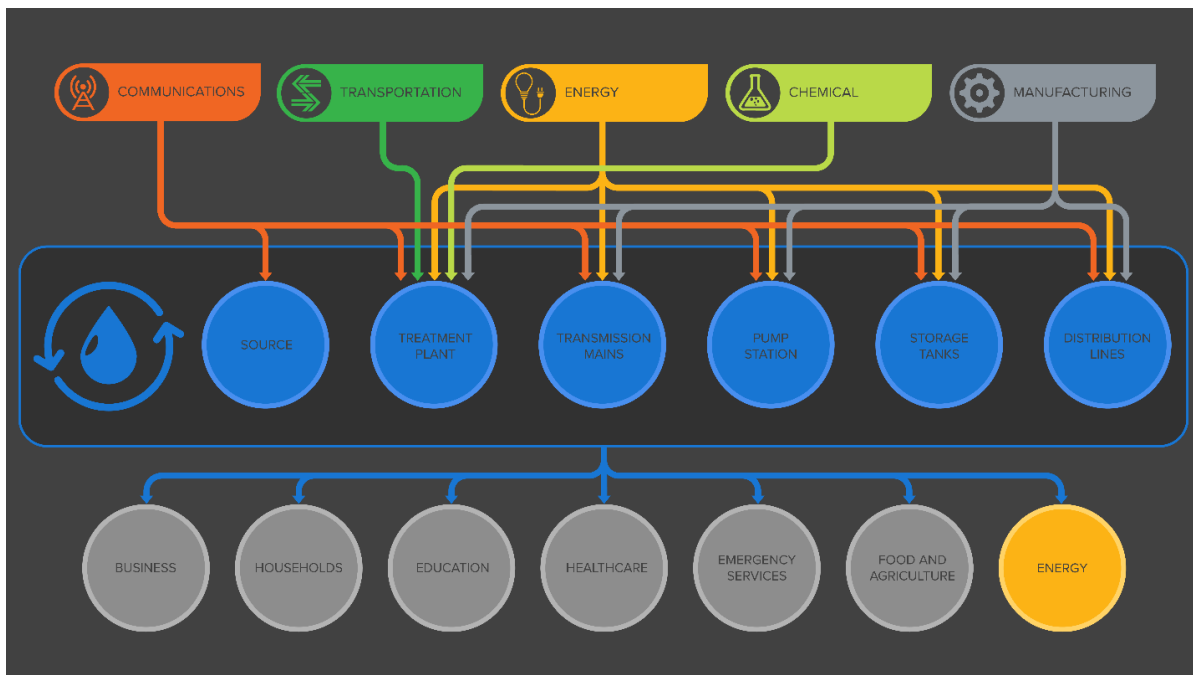 COMMUNICATIONS
TRANSPORTATION
ENERGY
CHEMICAL
MANUFACTURING
SOURCE
TREATMENT
PLANT
TRANSMISSION
MAINS
PUMP
STATION
STORAGE
TANKS
DISTRIBUTION
LINES
BUSINESS
HOUSEHOLDS
EDUCATION
HEALTHCARE
EMERGENCY
SERVICES
FOOD AND
AGRICULTURE
ENERGY